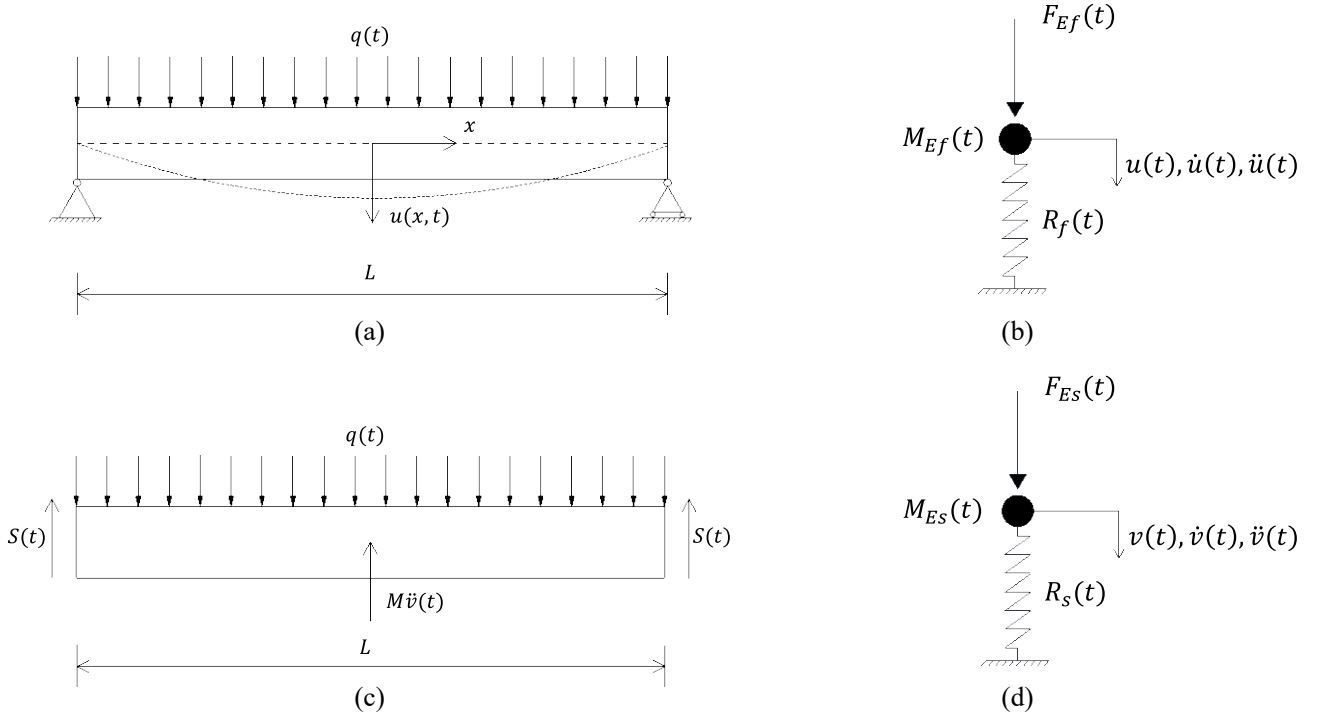 q(t)
x
u(x, t)
L
(a)
F_{Ef}(t)
M_{Ef}(t)
u(t), u̇(t), ü(t)
R_f(t)
(b)
q(t)
S(t)
S(t)
Mv̈(t)
L
(c)
F_{Es}(t)
M_{Es}(t)
v(t), v̇(t), v̈(t)
R_s(t)
(d)